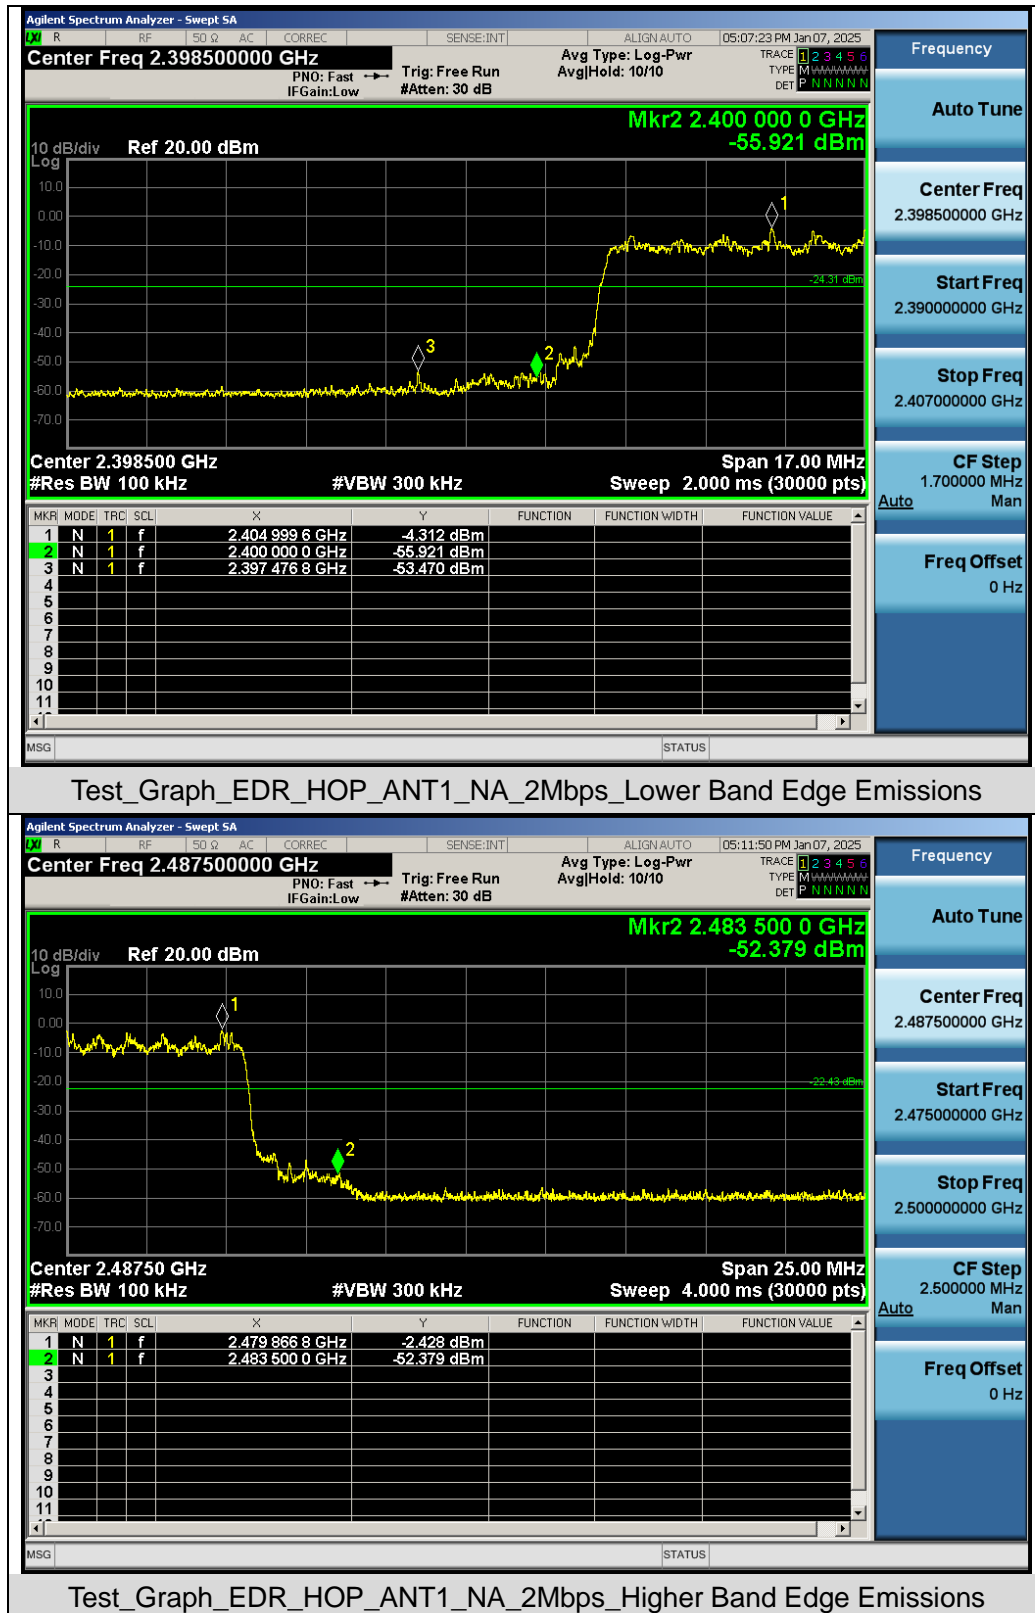 Agilent Spectrum Analyzer - Swept SA
LXI R RF 50 Ω AC CORREC SENSE:INT ALIGN AUTO 05:07:23 PM Jan 07, 2025
Center Freq 2.398500000 GHz
PNO: Fast
IFGain:Low
Trig: Free Run
#Atten: 30 dB
Avg Type: Log-Pwr
Avg|Hold: 10/10
TRACE 1 2 3 4 5 6
TYPE M W W W W W
DET P N N N N N
Mkr2 2.400 000 0 GHz
-55.921 dBm
10 dB/div Ref 20.00 dBm
Log
10.0
0.00
-10.0
-20.0
-30.0
-40.0
-50.0
-60.0
-70.0
1
2
3
-24.31 dBm
Center 2.398500 GHz Span 17.00 MHz
#Res BW 100 kHz #VBW 300 kHz Sweep 2.000 ms (30000 pts)
MKR MODE TRC SCL X Y FUNCTION FUNCTION WIDTH FUNCTION VALUE
1 N 1 f 2.404 999 6 GHz -4.312 dBm
2 N 1 f 2.400 000 0 GHz -55.921 dBm
3 N 1 f 2.397 476 8 GHz -53.470 dBm
4
5
6
7
8
9
10
11
MSG STATUS
Frequency
Auto Tune
Center Freq
2.398500000 GHz
Start Freq
2.390000000 GHz
Stop Freq
2.407000000 GHz
CF Step
1.700000 MHz
Auto Man
Freq Offset
0 Hz
Test_Graph_EDR_HOP_ANT1_NA_2Mbps_Lower Band Edge Emissions
Agilent Spectrum Analyzer - Swept SA
LXI R RF 50 Ω AC CORREC SENSE:INT ALIGN AUTO 05:11:50 PM Jan 07, 2025
Center Freq 2.487500000 GHz
PNO: Fast
IFGain:Low
Trig: Free Run
#Atten: 30 dB
Avg Type: Log-Pwr
Avg|Hold: 10/10
TRACE 1 2 3 4 5 6
TYPE M W W W W W
DET P N N N N N
Mkr2 2.483 500 0 GHz
-52.379 dBm
10 dB/div Ref 20.00 dBm
Log
10.0
0.00
-10.0
-20.0
-30.0
-40.0
-50.0
-60.0
-70.0
1
2
-22.43 dBm
Center 2.48750 GHz Span 25.00 MHz
#Res BW 100 kHz #VBW 300 kHz Sweep 4.000 ms (30000 pts)
MKR MODE TRC SCL X Y FUNCTION FUNCTION WIDTH FUNCTION VALUE
1 N 1 f 2.479 866 8 GHz -2.428 dBm
2 N 1 f 2.483 500 0 GHz -52.379 dBm
3
4
5
6
7
8
9
10
11
MSG STATUS
Frequency
Auto Tune
Center Freq
2.487500000 GHz
Start Freq
2.475000000 GHz
Stop Freq
2.500000000 GHz
CF Step
2.500000 MHz
Auto Man
Freq Offset
0 Hz
Test_Graph_EDR_HOP_ANT1_NA_2Mbps_Higher Band Edge Emissions